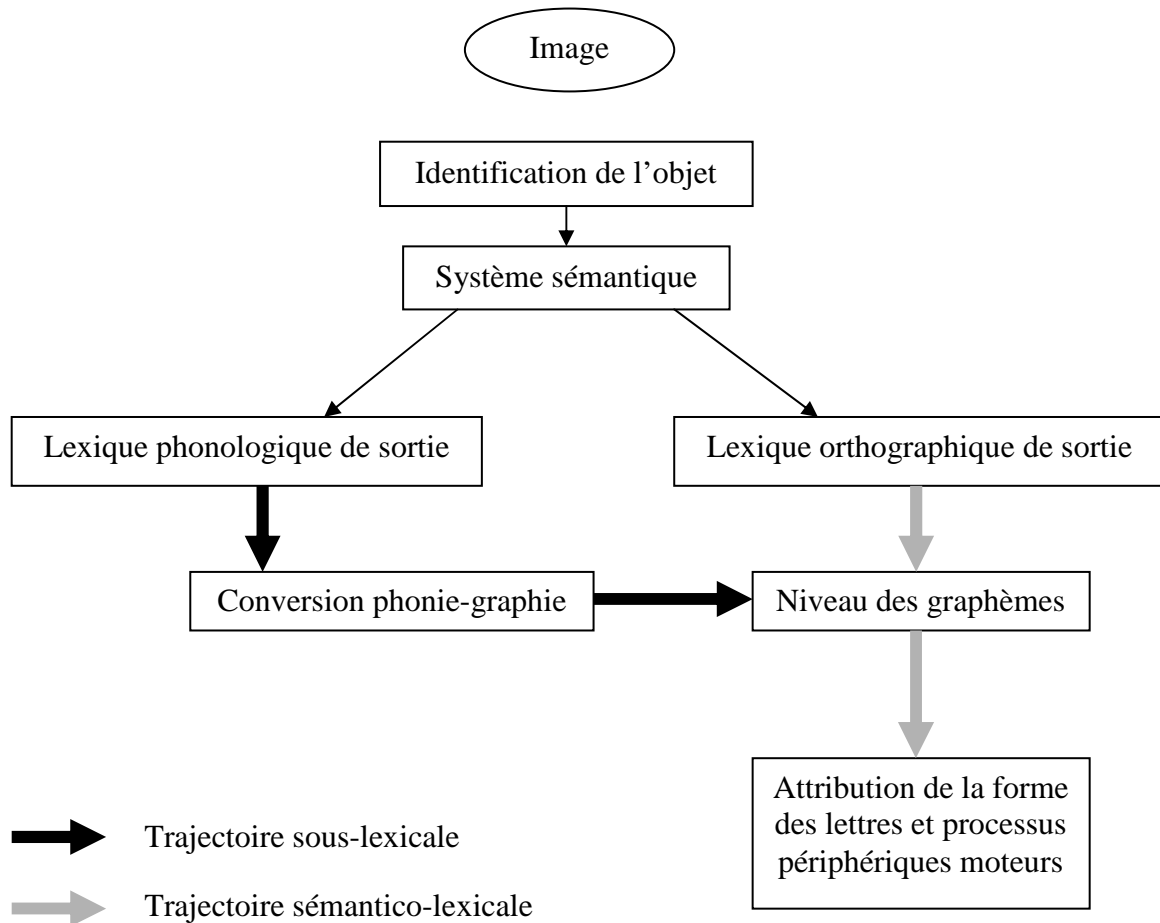 Image
Identification de l’objet
Système sémantique
Lexique phonologique de sortie
Lexique orthographique de sortie
Conversion phonie-graphie
Niveau des graphèmes
Attribution de la forme
des lettres et processus
périphériques moteurs
Trajectoire sous-lexicale
Trajectoire sémantico-lexicale